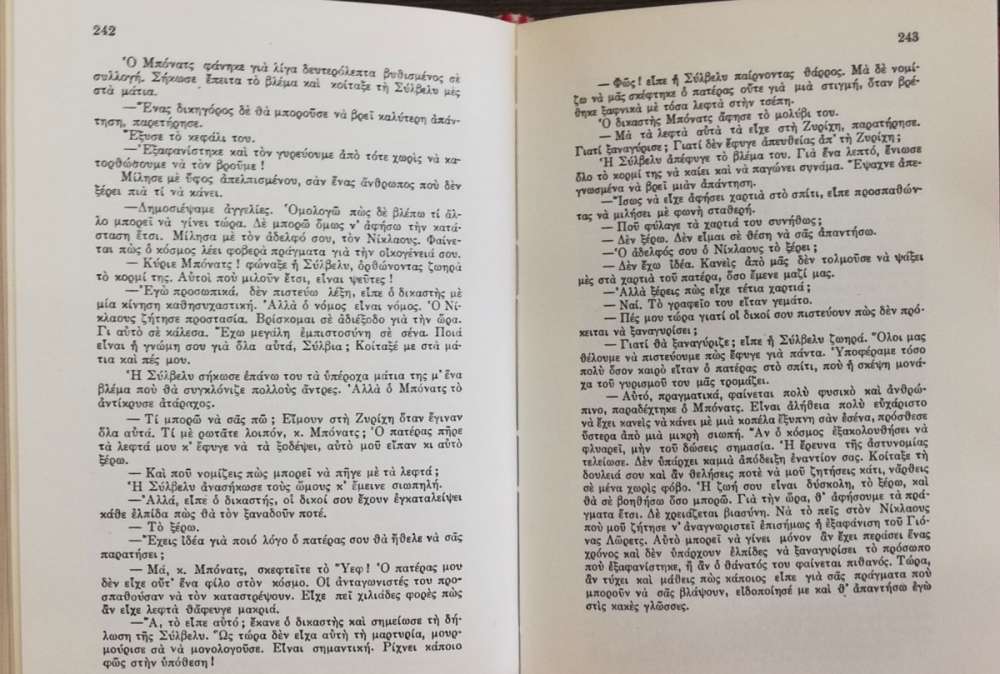 242
Ὁ Μπόνατς φάνηκε γιὰ λίγα δευτερόλεπτα βυθισμένος σὲ
συλλογή. Σήκωσε ἔπειτα τὸ βλέμα καὶ κοίταξε τὴ Σύλβελυ μὲς
στὰ μάτια.
—Ἕνας δικηγόρος δὲ θὰ μποροῦσε νὰ βρεῖ καλύτερη ἀπάν-
τηση, παρετήρησε.
Ἔξυσε τὸ κεφάλι του.
—Ἐξαφανίστηκε καὶ τὸν γυρεύουμε ἀπὸ τότε χωρὶς νὰ κα-
τορθώσουμε νὰ τὸν βροῦμε!
Μίλησε μὲ ὕφος ἀπελπισμένου, σὰν ἕνας ἄνθρωπος ποὺ δὲν
ξέρει πιὰ τί νὰ κάνει.
—Δημοσιέψαμε ἀγγελίες. Ὁμολογῶ πὼς δὲ βλέπω τί ἄλ-
λο μπορεῖ νὰ γίνει τώρα. Δὲ μπορῶ ὅμως ν' ἀφήσω τὴν κατά-
σταση ἔτσι. Μίλησα μὲ τὸν ἀδελφό σου, τὸν Νίκλαους. Φαίνε-
ται πὼς ὁ κόσμος λέει φοβερὰ πράγματα γιὰ τὴν οἰκογένειά σου.
— Κύριε Μπόνατς! φώναξε ἡ Σύλβελυ, ὀρθώνοντας ζωηρὰ
τὸ κορμί της. Αὐτοὶ ποὺ μιλοῦν ἔτσι, εἶναι ψεῦτες!
—Ἐγὼ προσωπικά, δὲν πιστεύω λέξη, εἶπε ὁ δικαστὴς μὲ
μία κίνηση καθησυχαστική. Ἀλλὰ ὁ νόμος εἶναι νόμος. Ὁ Νί-
κλαους ζήτησε προστασία. Βρίσκομαι σὲ ἀδιέξοδο γιὰ τὴν ὥρα.
Γι αὐτὸ σὲ κάλεσα. Ἔχω μεγάλη ἐμπιστοσύνη σὲ σένα. Ποιά
εἶναι ἡ γνώμη σου γιὰ ὅλα αὐτά, Σύλβια; Κοίταξέ με στὰ μά-
τια καὶ πές μου.
Ἡ Σύλβελυ σήκωσε ἐπάνω του τὰ ὑπέροχα μάτια της μ' ἕνα
βλέμα ποὺ θὰ συγκλόνιζε πολλοὺς ἄντρες. Ἀλλὰ ὁ Μπόνατς τὸ
ἀντίκρυσε ἀτάραχος.
— Τί μπορῶ νὰ σᾶς πῶ; Εἴμουν στὴ Ζυρίχη ὅταν ἔγιναν
ὅλα αὐτά. Τί μὲ ρωτᾶτε λοιπόν, κ. Μπόνατς; Ὁ πατέρας πῆρε
τὰ λεφτά μου κ' ἔφυγε νὰ τὰ ξοδέψει, αὐτὸ μοῦ εἶπαν κι αὐτὸ
ξέρω.
— Καὶ ποῦ νομίζεις πὼς μπορεῖ νὰ πῆγε μὲ τὰ λεφτά;
Ἡ Σύλβελυ ἀνασήκωσε τοὺς ὤμους κ' ἔμεινε σιωπηλή.
—Ἀλλά, εἶπε ὁ δικαστής, οἱ δικοί σου ἔχουν ἐγκαταλείψει
κάθε ἐλπίδα πὼς θὰ τὸν ξαναδοῦν ποτέ.
— Τὸ ξέρω.
—Ἔχεις ἰδέα γιὰ ποιό λόγο ὁ πατέρας σου θὰ ἤθελε νὰ σᾶς
παρατήσει;
— Μά, κ. Μπόνατς, σκεφτεῖτε τὸ Ὕεφ! Ὁ πατέρας μου
δὲν εἶχε οὔτ' ἕνα φίλο στὸν κόσμο. Οἱ ἀνταγωνιστές του προ-
σπαθοῦσαν νὰ τὸν καταστρέψουν. Εἶχε πεῖ χιλιάδες φορὲς πὼς
ἂν εἶχε λεφτὰ θἄφευγε μακριά.
—Ἄ, τὸ εἶπε αὐτό; ἔκανε ὁ δικαστὴς καὶ σημείωσε τὴ δή-
λωση τῆς Σύλβελυ. Ὥς τώρα δὲν εἶχα αὐτὴ τὴ μαρτυρία, μουρ-
μούρισε σὰ νὰ μονολογοῦσε. Εἶναι σημαντική. Ρίχνει κάποιο
φῶς στὴν ὑπόθεση!
243
— Φῶς! εἶπε ἡ Σύλβελυ παίρνοντας θάρρος. Μὰ δὲ νομί-
ζω νὰ μᾶς σκέφτηκε ὁ πατέρας οὔτε γιὰ μιὰ στιγμή, ὅταν βρέ-
θηκε ξαφνικὰ μὲ τόσα λεφτὰ στὴν τσέπη.
Ὁ δικαστὴς Μπόνατς ἄφησε τὸ μολύβι του.
— Μὰ τὰ λεφτὰ αὐτὰ τὰ εἶχε στὴ Ζυρίχη, παρατήρησε.
Γιατί ξαναγύρισε; Γιατί δὲν ἔφυγε ἀπευθείας ἀπ' τὴ Ζυρίχη;
Ἡ Σύλβελυ ἀπέφυγε τὸ βλέμα του. Γιὰ ἕνα λεπτό, ἔνιωσε
ὅλο τὸ κορμί της νὰ καίει καὶ νὰ παγώνει συνάμα. Ἔψαχνε ἀπε-
γνωσμένα νὰ βρεῖ μιὰν ἀπάντηση.
—Ἴσως νὰ εἶχε ἀφήσει χαρτιὰ στὸ σπίτι, εἶπε προσπαθών-
τας νὰ μιλήσει μὲ φωνὴ σταθερή.
— Ποῦ φύλαγε τὰ χαρτιά του συνήθως;
— Δὲν ξέρω. Δὲν εἶμαι σὲ θέση νὰ σᾶς ἀπαντήσω.
—Ὁ ἀδελφός σου ὁ Νίκλαους τὸ ξέρει;
— Δὲν ἔχω ἰδέα. Κανεὶς ἀπὸ μᾶς δὲν τολμοῦσε νὰ ψάξει
μὲς στὰ χαρτιὰ τοῦ πατέρα, ὅσο ἔμενε μαζί μας.
—Ἀλλὰ ξέρεις πὼς εἶχε τέτια χαρτιά;
— Ναί. Τὸ γραφεῖο του εἴταν γεμάτο.
— Πές μου τώρα γιατί οἱ δικοί σου πιστεύουν πὼς δὲν πρό-
κειται νὰ ξαναγυρίσει;
— Γιατί θὰ ξαναγύριζε; εἶπε ἡ Σύλβελυ ζωηρά. Ὅλοι μας
θέλουμε νὰ πιστεύουμε πὼς ἔφυγε γιὰ πάντα. Ὑποφέραμε τόσο
πολὺ ὅσον καιρὸ εἴταν ὁ πατέρας στὸ σπίτι, ποὺ ἡ σκέψη μονά-
χα τοῦ γυρισμοῦ του μᾶς τρομάζει.
— Αὐτό, πραγματικά, φαίνεται πολὺ φυσικὸ καὶ ἀνθρώ-
πινο, παραδέχτηκε ὁ Μπόνατς. Εἶναι ἀλήθεια πολὺ εὐχάριστο
νὰ ἔχει κανεὶς νὰ κάνει μὲ μιὰ κοπέλα ἔξυπνη σὰν ἐσένα, πρόσθεσε
ὕστερα ἀπὸ μιὰ μικρὴ σιωπή. Ἂν ὁ κόσμος ἐξακολουθήσει νὰ
φλυαρεῖ, μὴν τοῦ δώσεις σημασία. Ἡ ἔρευνα τῆς ἀστυνομίας
τελείωσε. Δὲν ὑπάρχει καμιὰ ἀπόδειξη ἐναντίον σας. Κοίταξε τὴ
δουλειά σου καὶ ἂν θελήσεις ποτὲ νὰ μοῦ ζητήσεις κάτι, νἄρθεις
σὲ μένα χωρὶς φόβο. Ἡ ζωή σου εἶναι δύσκολη, τὸ ξέρω, καὶ
θὰ σὲ βοηθήσω ὅσο μπορῶ. Γιὰ τὴν ὥρα, θ' ἀφήσουμε τὰ πρά-
γματα ἔτσι. Δὲ χρειάζεται βιασύνη. Νὰ τὸ πεῖς στὸν Νίκλαους
ποὺ μοῦ ζήτησε ν' ἀναγνωριστεῖ ἐπισήμως ἡ ἐξαφάνιση τοῦ Γιό-
νας Λώρετς. Αὐτὸ μπορεῖ νὰ γίνει μόνον ἂν ἔχει περάσει ἕνας
χρόνος καὶ δὲν ὑπάρχουν ἐλπίδες νὰ ξαναγυρίσει τὸ πρόσωπο
ποὺ ἐξαφανίστηκε, ἢ ἂν ὁ θάνατός του φαίνεται πιθανός. Τώρα,
ἂν τύχει καὶ μάθεις πὼς κάποιος εἶπε γιὰ σᾶς πράγματα ποὺ
μποροῦν νὰ σᾶς βλάψουν, εἰδοποίησέ με καὶ θ' ἀπαντήσω ἐγὼ
στὶς κακὲς γλῶσσες.